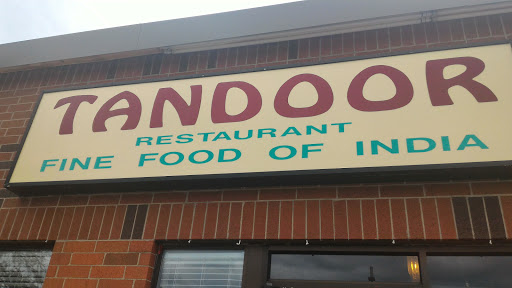 TANDOOR
RESTAURANT
FINE FOOD OF INDIA